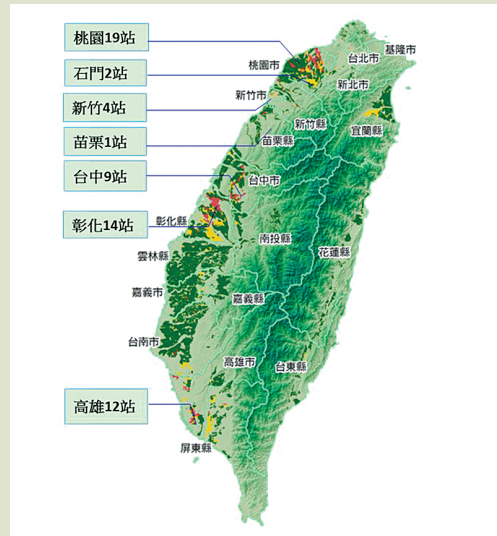 桃園19站
石門2站
新竹4站
苗栗1站
台中9站
彰化14站
高雄12站
基隆市
台北市
桃園市
新北市
新竹市
新竹縣
宜蘭縣
苗栗縣
台中市
彰化縣
南投縣
花蓮縣
雲林縣
嘉義市
嘉義縣
台南市
高雄市
台東縣
屏東縣